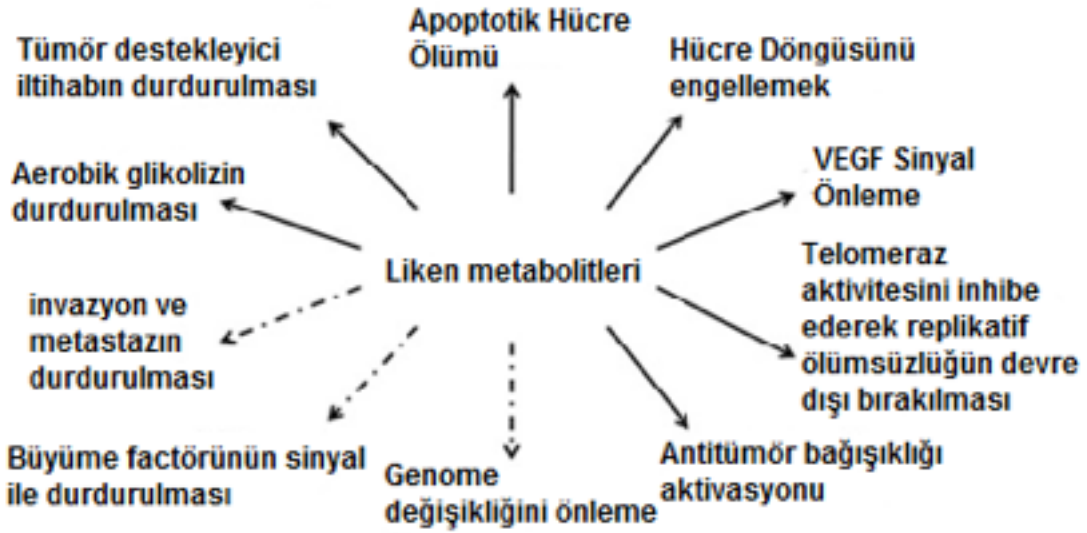 Apoptotik Hücre
Ölümü
Tümör destekleyici
iltihabın durdurulması
Hücre Döngüsünü
engellemek
Aerobik glikolizin
durdurulması
VEGF Sinyal
Önleme
Liken metabolitleri
Telomeraz
aktivitesini inhibe
ederek replikatif
ölümsüzlüğün devre
dışı bırakılması
invazyon ve
metastazın
durdurulması
Büyüme factörünün sinyal
ile durdurulması
Genome
değişikliğini önleme
Antitümör bağışıklığı
aktivasyonu